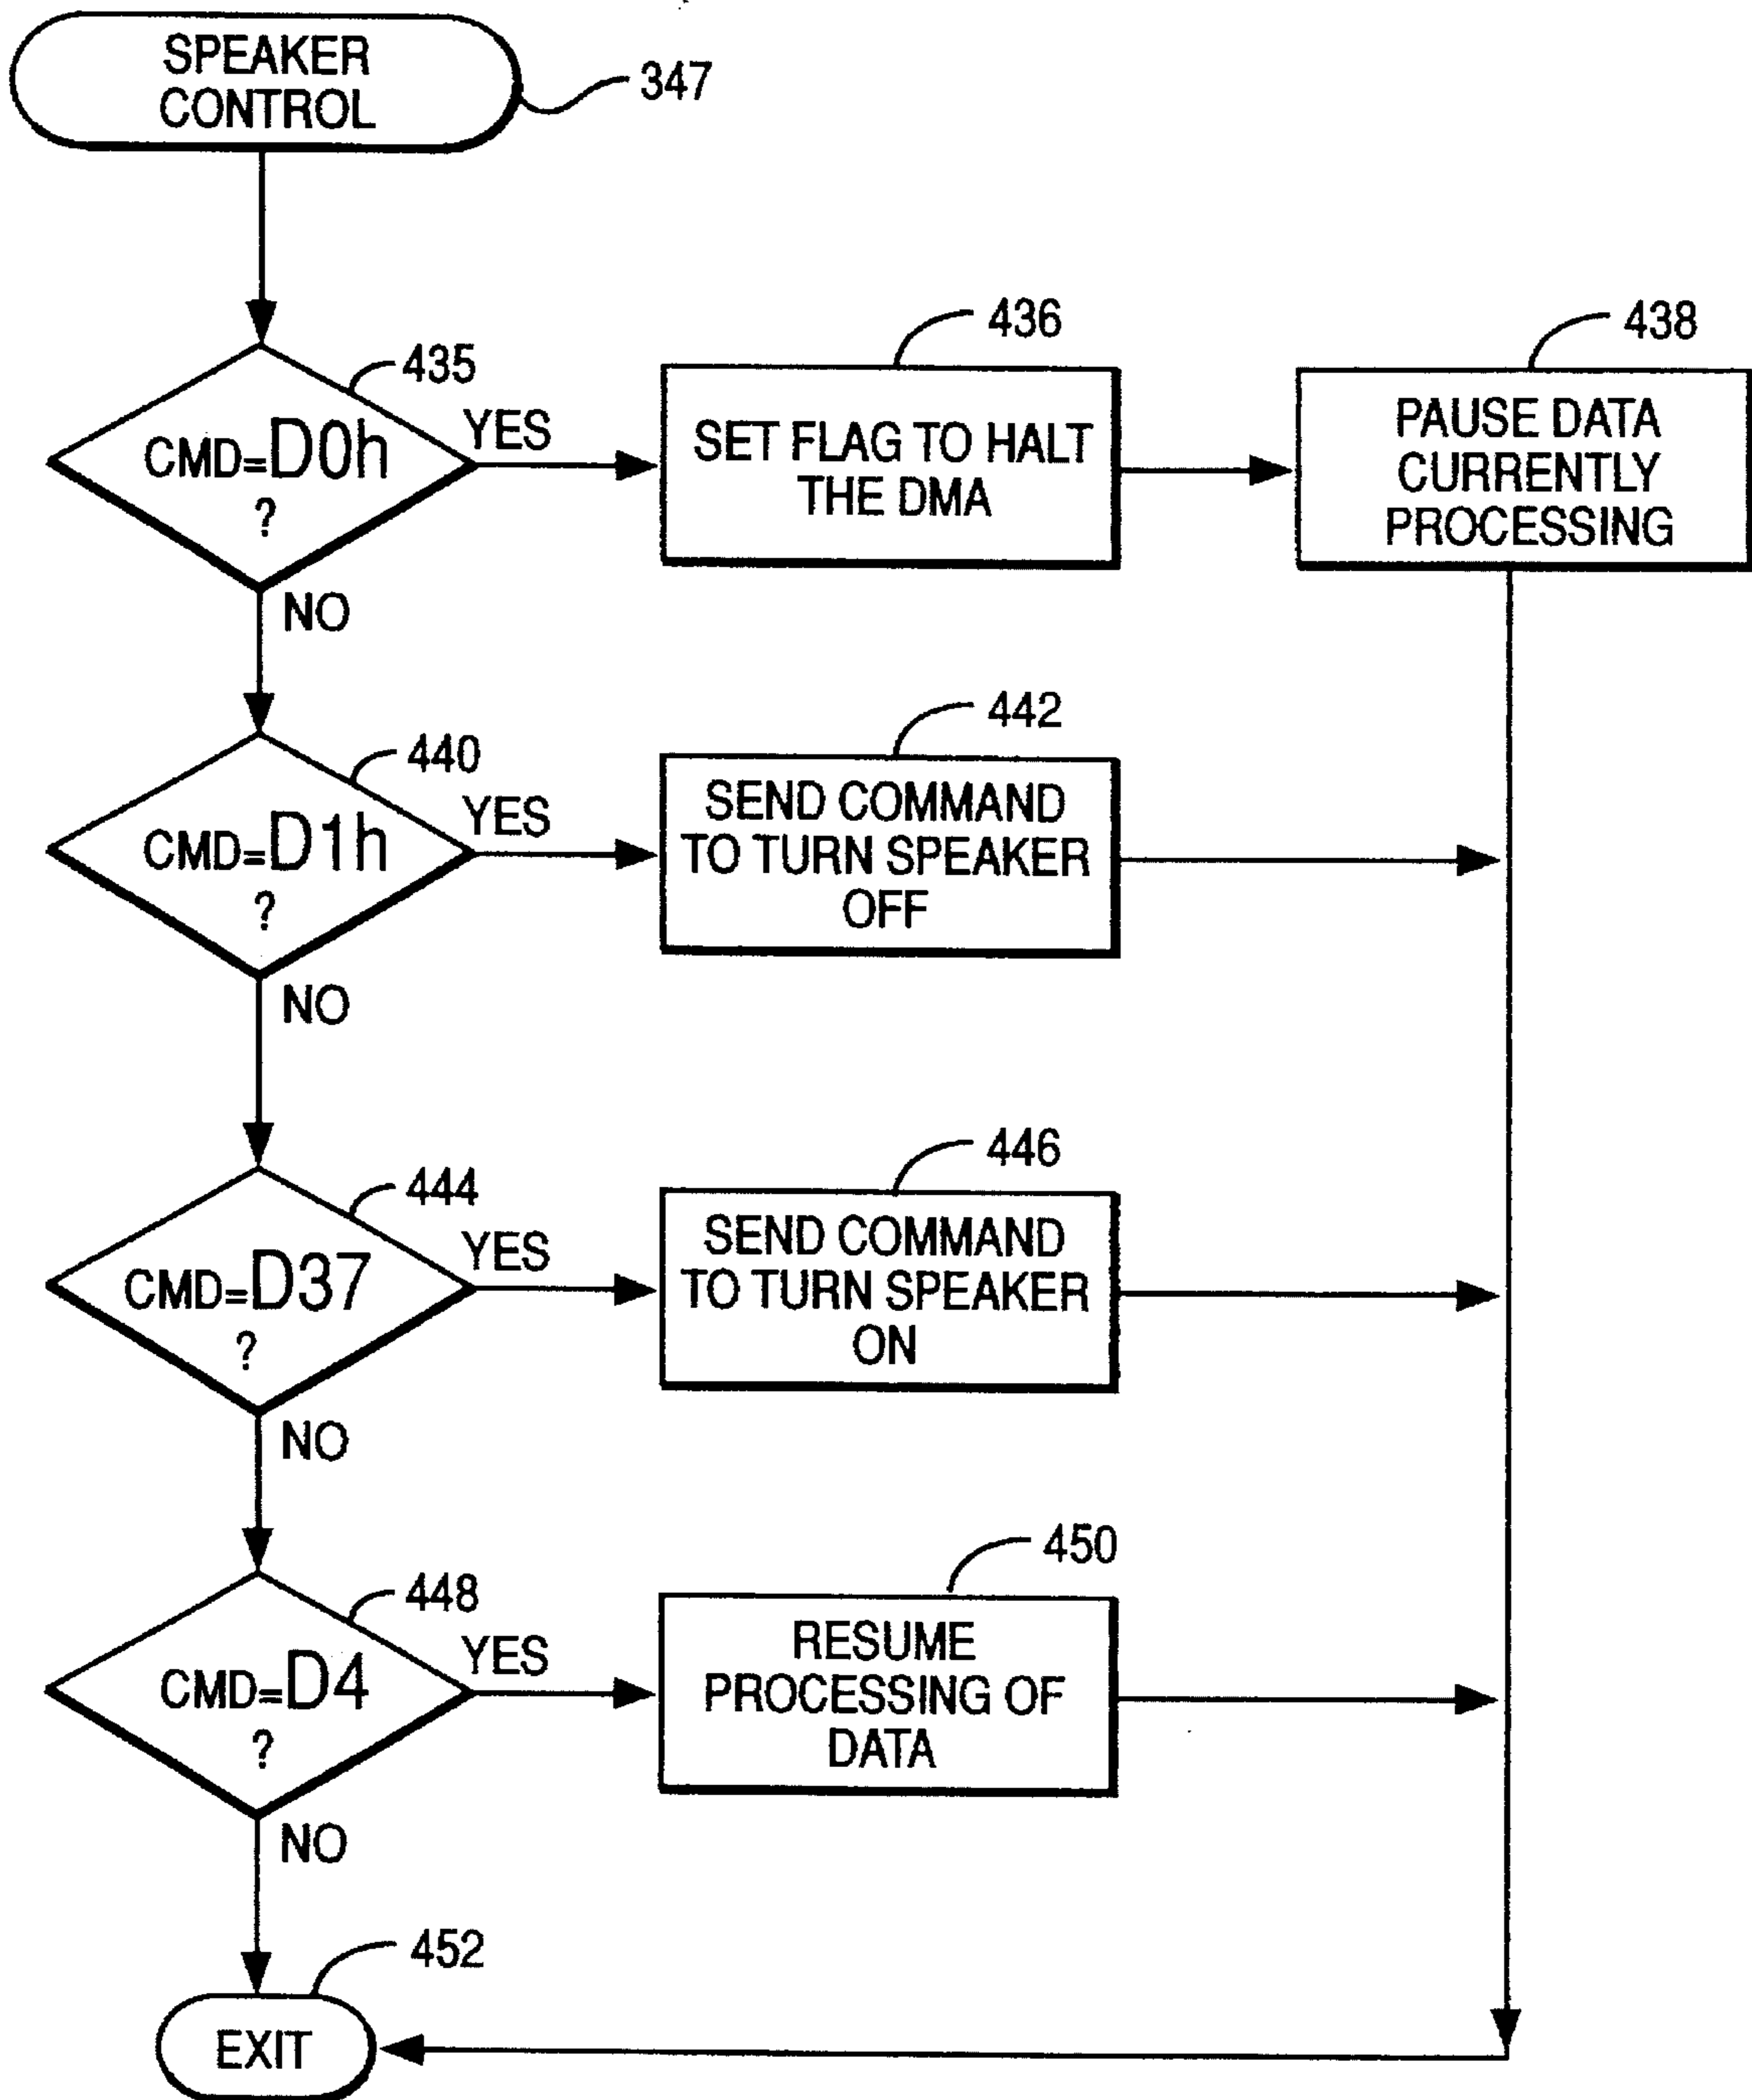 SPEAKER
CONTROL
347
435
CMD=D0h
?
YES
NO
436
SET FLAG TO HALT
THE DMA
438
PAUSE DATA
CURRENTLY
PROCESSING
440
CMD=D1h
?
YES
NO
442
SEND COMMAND
TO TURN SPEAKER
OFF
444
CMD=D37
?
YES
NO
446
SEND COMMAND
TO TURN SPEAKER
ON
448
CMD=D4
?
YES
NO
450
RESUME
PROCESSING OF
DATA
452
EXIT